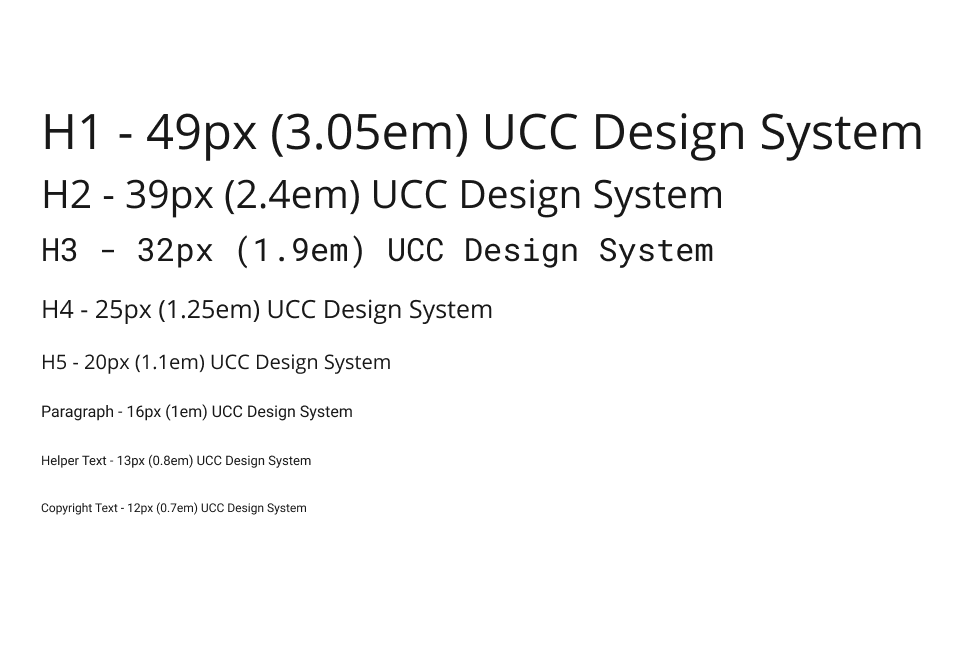 H1 - 49px (3.05em) UCC Design System
H2 - 39px (2.4em) UCC Design System
H3 - 32px (1.9em) UCC Design System
H4 - 25px (1.25em) UCC Design System
H5 - 20px (1.1em) UCC Design System
Paragraph - 16px (1em) UCC Design System
Helper Text - 13px (0.8em) UCC Design System
Copyright Text - 12px (0.7em) UCC Design System